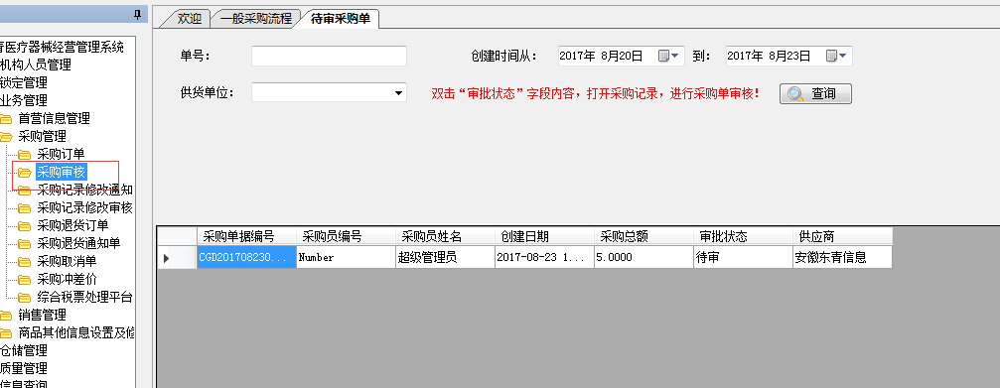 青医疗器械经营管理系统
机构人员管理
锁定管理
业务管理
首营信息管理
采购管理
采购订单
采购审核
采购记录修改通知
采购记录修改审核
采购退货订单
采购退货通知单
采购取消单
采购冲差价
综合税票处理平台
销售管理
商品其他信息设置及修
仓储管理
质量管理
信息查询
欢迎 一般采购流程 待审采购单
单号： 创建时间从： 2017年 8月20日 到： 2017年 8月23日
供货单位： 双击“审批状态”字段内容，打开采购记录，进行采购单审核！ 查询
采购单据编号 采购员编号 采购员姓名 创建日期 采购总额 审批状态 供应商
CGD201708230... Number 超级管理员 2017-08-23 1... 5.0000 待审 安徽东青信息